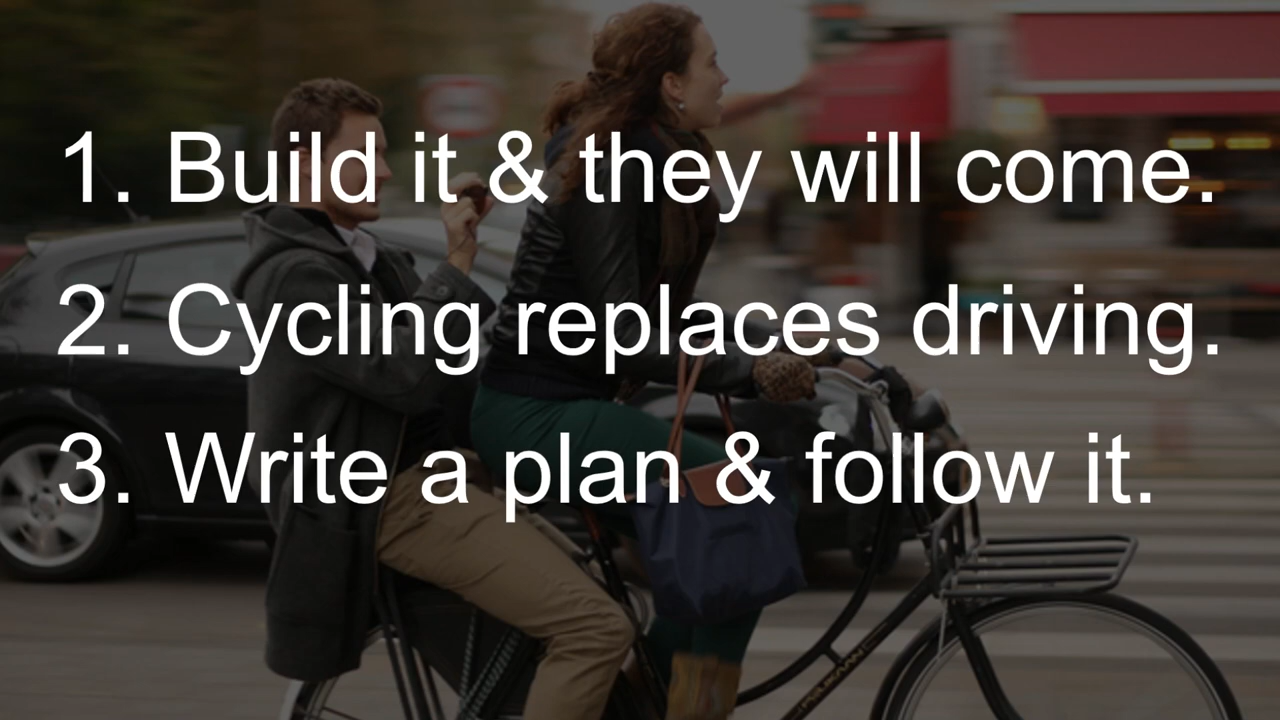 1. Build it & they will come.
2. Cycling replaces driving.
3. Write a plan & follow it.